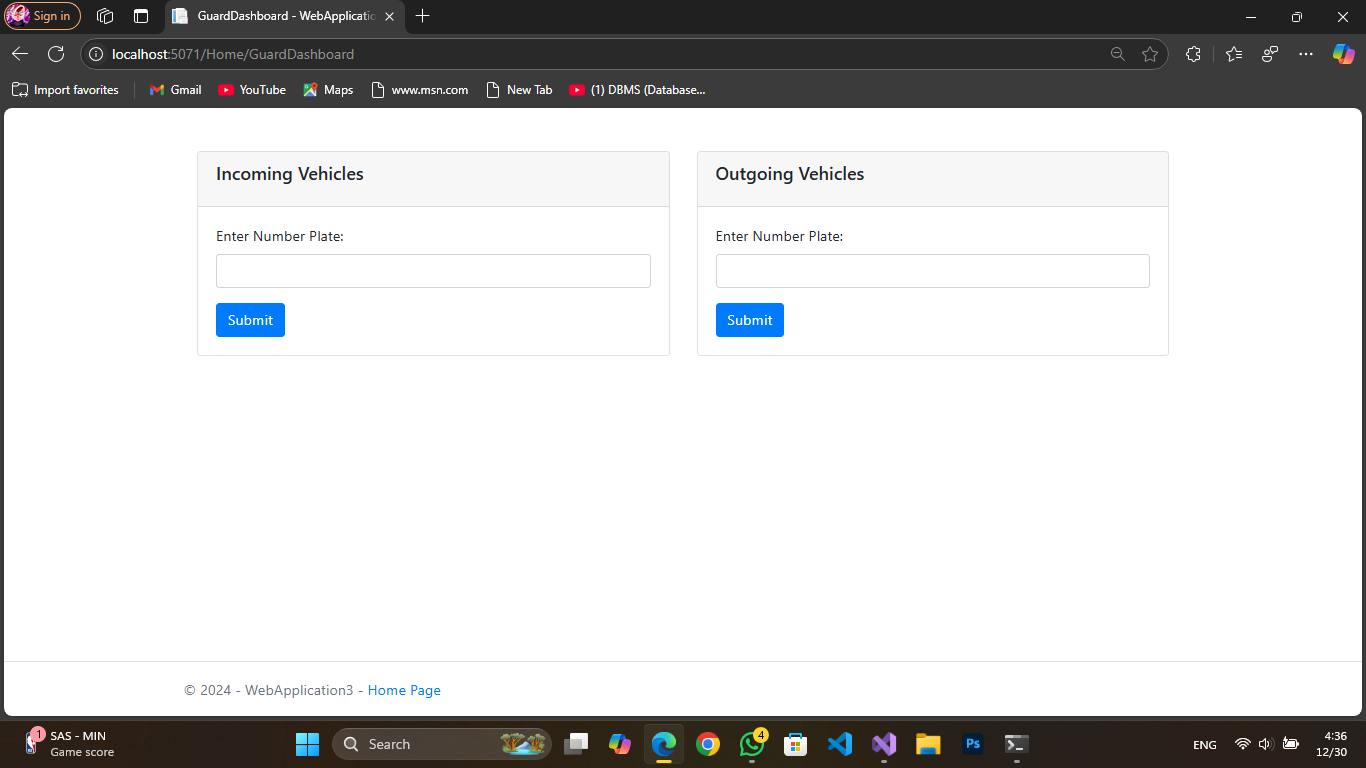 Sign in
GuardDashboard - WebApplicatio
localhost:5071/Home/GuardDashboard
Import favorites
Gmail
YouTube
Maps
www.msn.com
New Tab
(1) DBMS (Database...
Incoming Vehicles
Enter Number Plate:
Submit
Outgoing Vehicles
Enter Number Plate:
Submit
© 2024 - WebApplication3 - Home Page
1
SAS - MIN
Game score
Search
4
Ps
ENG
4:36
12/30